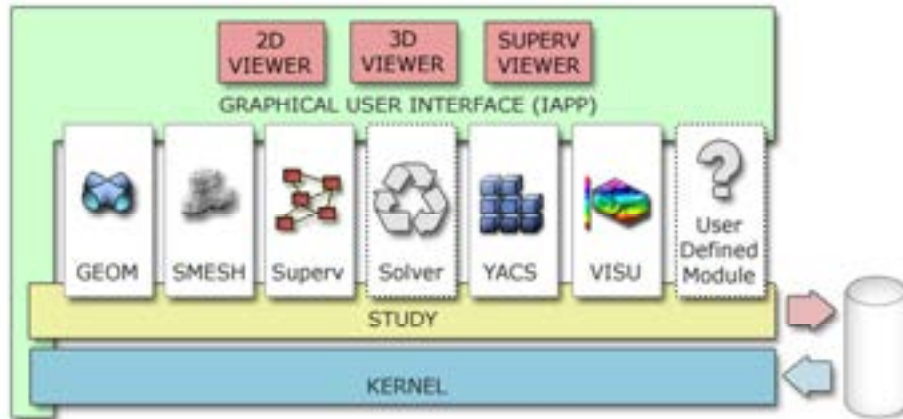 2D
VIEWER
3D
VIEWER
SUPERV
VIEWER
GRAPHICAL USER INTERFACE (IAPP)
GEOM
SMESH
Superv
Solver
YACS
VISU
User
Defined
Module
STUDY
KERNEL